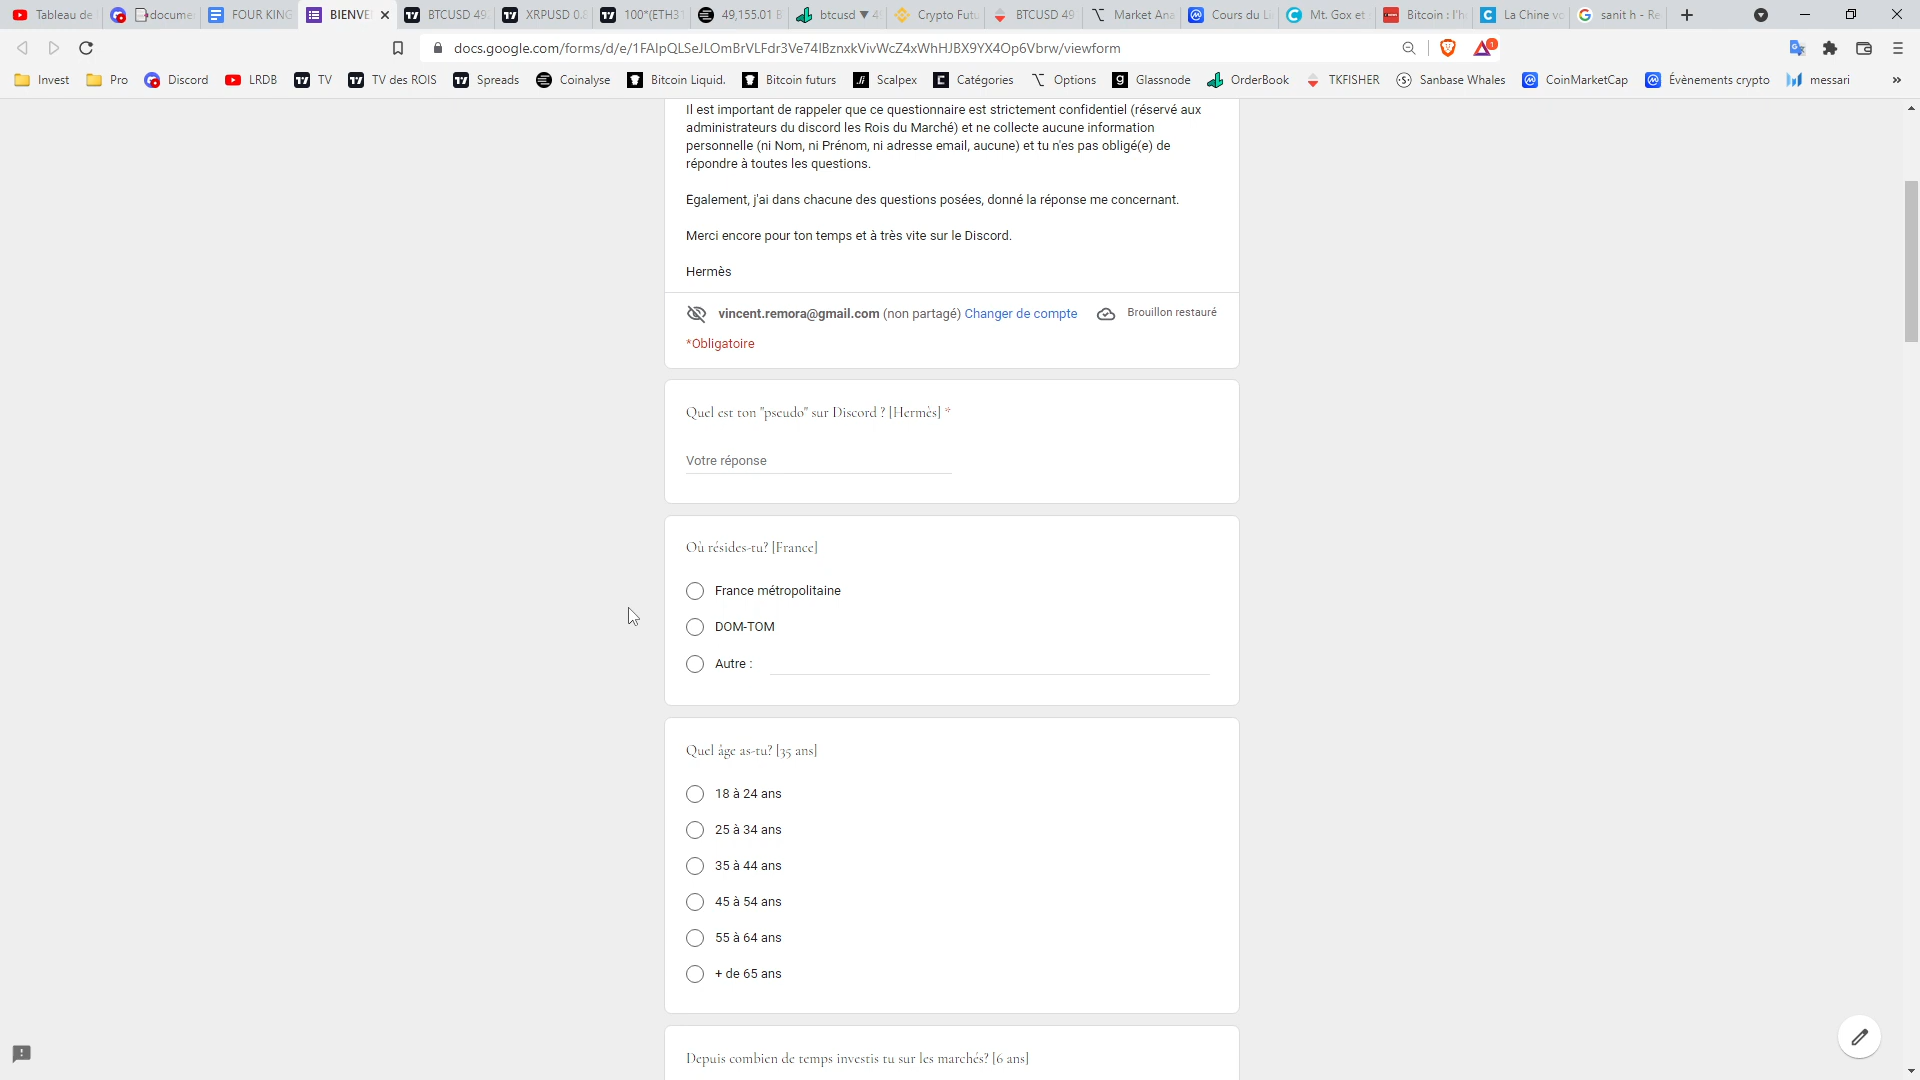 Tableau de
docume
FOUR KING
BIENVE
BTCUSD 49
XRPUSD 0.
100*(ETH3
49,155.01 B
btcusd ▼ 4
Crypto Futu
BTCUSD 49
Market Ana
Cours du Li
Mt. Gox et
Bitcoin : l'h
La Chine vo
sanit h - Re
docs.google.com/forms/d/e/1FAIpQLSeJLOmBrVLFdr3Ve74lBznxkVivWcZ4xWhHJBX9YX4Op6Vbrw/viewform
1
Invest
Pro
Discord
LRDB
TV
TV des ROIS
Spreads
Coinalyse
Bitcoin Liquid.
Bitcoin futurs
Scalpex
Catégories
Options
Glassnode
OrderBook
TKFISHER
Sanbase Whales
CoinMarketCap
Évènements crypto
messari
»
Il est important de rappeler que ce questionnaire est strictement confidentiel (réservé aux
administrateurs du discord les Rois du Marché) et ne collecte aucune information
personnelle (ni Nom, ni Prénom, ni adresse email, aucune) et tu n'es pas obligé(e) de
répondre à toutes les questions.
Egalement, j'ai dans chacune des questions posées, donné la réponse me concernant.
Merci encore pour ton temps et à très vite sur le Discord.
Hermès
vincent.remora@gmail.com (non partagé) Changer de compte
Brouillon restauré
*Obligatoire
Quel est ton "pseudo" sur Discord ? [Hermès] *
Votre réponse
Où résides-tu? [France]
France métropolitaine
DOM-TOM
Autre :
Quel âge as-tu? [35 ans]
18 à 24 ans
25 à 34 ans
35 à 44 ans
45 à 54 ans
55 à 64 ans
+ de 65 ans
Depuis combien de temps investis tu sur les marchés? [6 ans]